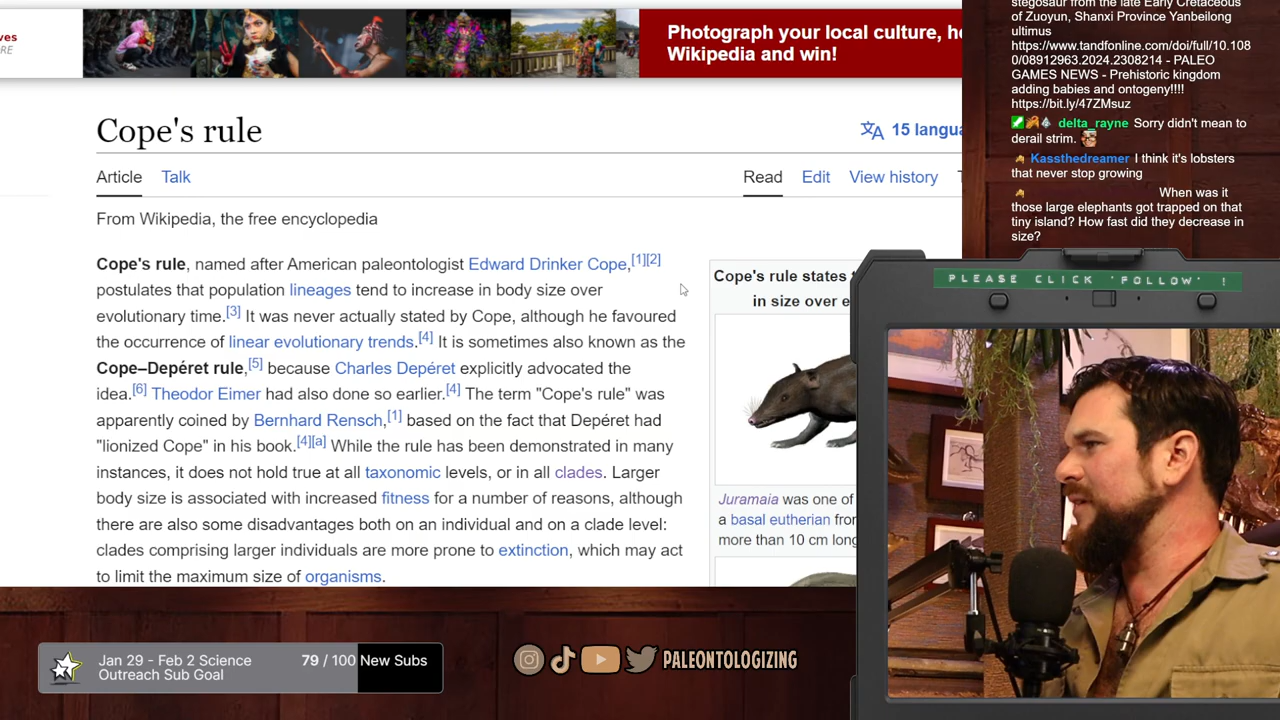 ves
RE
Photograph your local culture, he
Wikipedia and win!
Cope's rule
15 langua
Article
Talk
Read
Edit
View history
From Wikipedia, the free encyclopedia
Cope's rule, named after American paleontologist Edward Drinker Cope,[1][2]
postulates that population lineages tend to increase in body size over
evolutionary time.[3] It was never actually stated by Cope, although he favoured
the occurrence of linear evolutionary trends.[4] It is sometimes also known as the
Cope–Depéret rule,[5] because Charles Depéret explicitly advocated the
idea.[6] Theodor Eimer had also done so earlier.[4] The term "Cope's rule" was
apparently coined by Bernhard Rensch,[1] based on the fact that Depéret had
"lionized Cope" in his book.[4][a] While the rule has been demonstrated in many
instances, it does not hold true at all taxonomic levels, or in all clades. Larger
body size is associated with increased fitness for a number of reasons, although
there are also some disadvantages both on an individual and on a clade level:
clades comprising larger individuals are more prone to extinction, which may act
to limit the maximum size of organisms.
Cope's rule states t
in size over e
Juramaia was one of
a basal eutherian from
more than 10 cm long
stegosaur from the late Early Cretaceous
of Zuoyun, Shanxi Province Yanbeilong
ultimus
https://www.tandfonline.com/doi/full/10.108
0/08912963.2024.2308214 - PALEO
GAMES NEWS - Prehistoric kingdom
adding babies and ontogeny!!!!
https://bit.ly/47ZMsuz
delta_rayne Sorry didn't mean to
derail strim.
Kassthedreamer I think it's lobsters
that never stop growing
When was it
those large elephants got trapped on that
tiny island? How fast did they decrease in
size?
PLEASE CLICK 'FOLLOW' !
Jan 29 - Feb 2 Science
Outreach Sub Goal
79 / 100 New Subs
PALEONTOLOGIZING